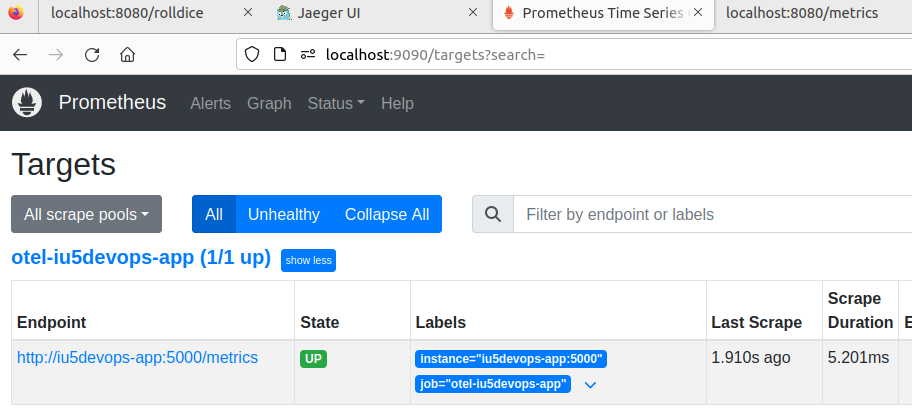 localhost:8080/rolldice
Jaeger UI
Prometheus Time Series
localhost:8080/metrics
localhost:9090/targets?search=
Prometheus Alerts Graph Status Help
Targets
All scrape pools All Unhealthy Collapse All Filter by endpoint or labels
otel-iu5devops-app (1/1 up) show less
Endpoint State Labels Last Scrape Scrape Duration
http://iu5devops-app:5000/metrics UP instance="iu5devops-app:5000" 1.910s ago 5.201ms
job="otel-iu5devops-app"